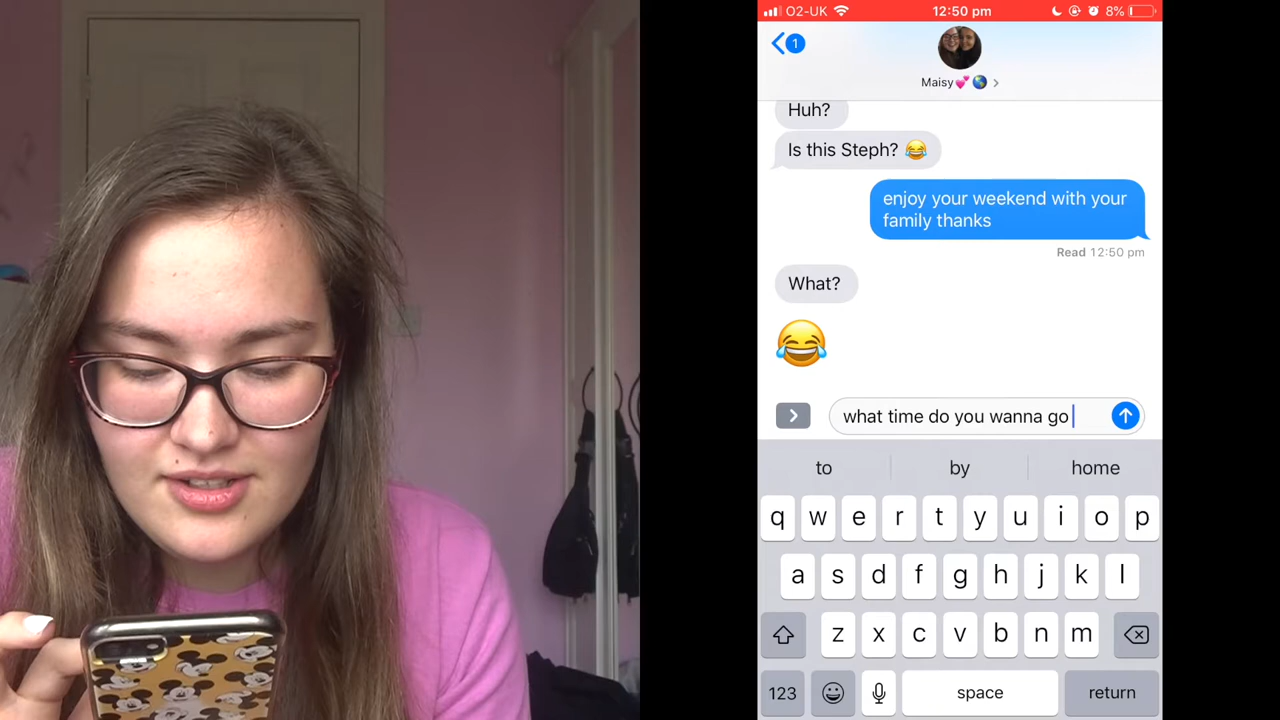 O2-UK 12:50 pm 8%
1
Maisy💕🌎 >
Huh?
Is this Steph? 😂
enjoy your weekend with your
family thanks
Read 12:50 pm
What?
😂
what time do you wanna go
to by home
q w e r t y u i o p
a s d f g h j k l
z x c v b n m
123 space return